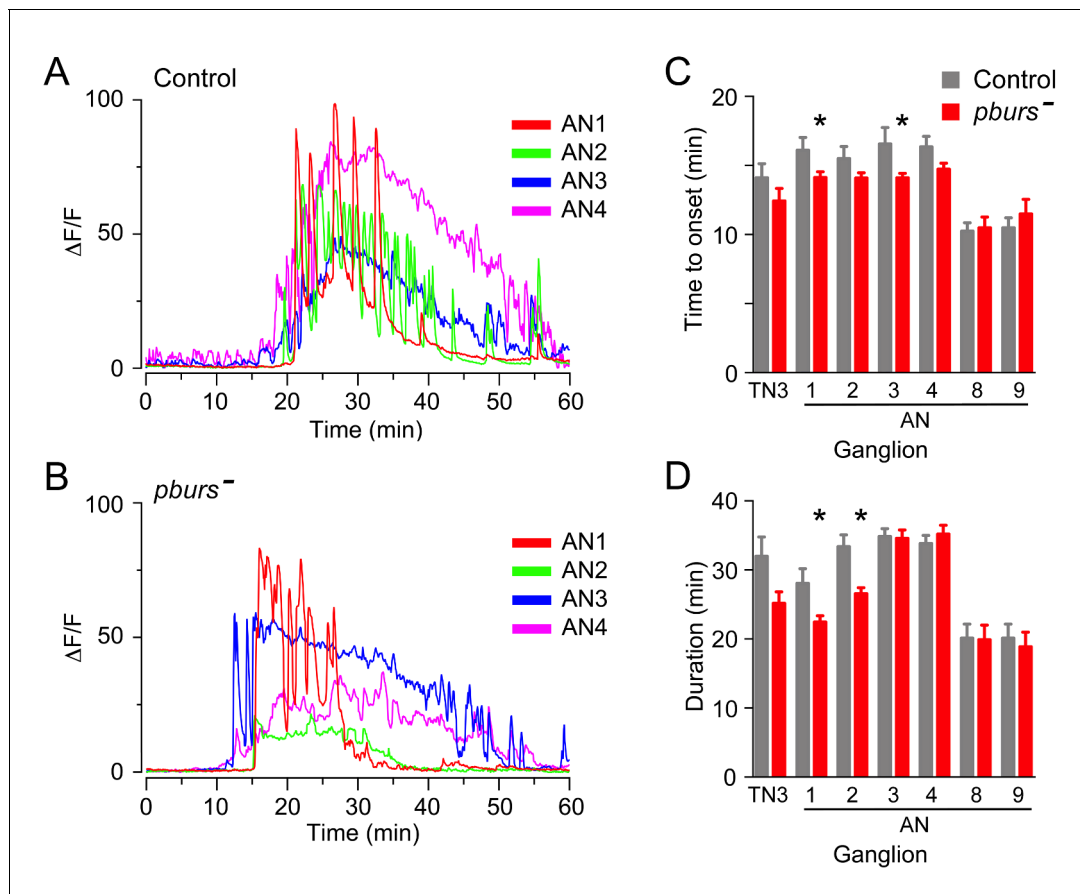 A
Control
100
50
0
ΔF/F
AN1
AN2
AN3
AN4
0 10 20 30 40 50 60
Time (min)
B
pburs⁻
100
50
0
ΔF/F
AN1
AN2
AN3
AN4
0 10 20 30 40 50 60
Time (min)
C
Control
pburs⁻
20
10
0
Time to onset (min)
* *
TN3 1 2 3 4 8 9
AN
Ganglion
D
40
30
20
10
0
Duration (min)
* *
TN3 1 2 3 4 8 9
AN
Ganglion